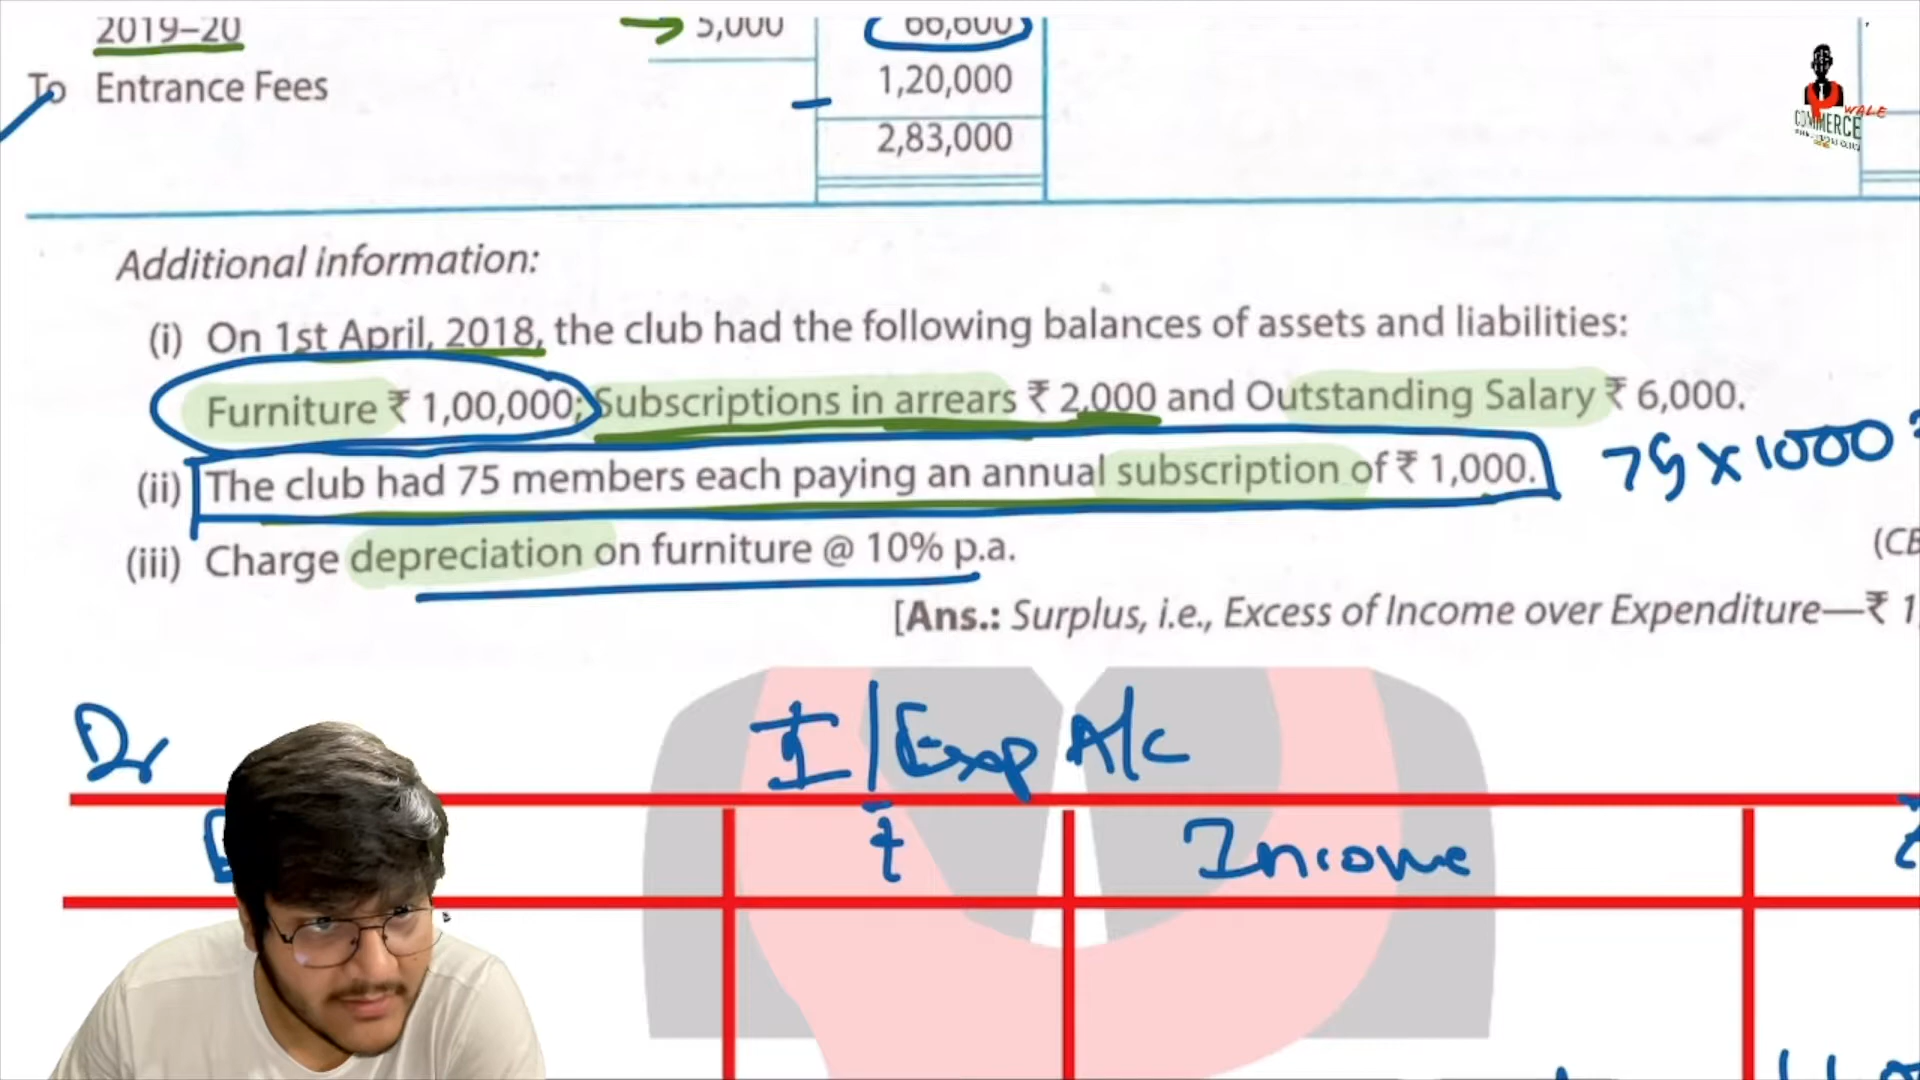 2019–20 5,000 66,600
To Entrance Fees 1,20,000
2,83,000
WALE
COMMERCE
Additional information:
(i) On 1st April, 2018, the club had the following balances of assets and liabilities:
Furniture ₹ 1,00,000; Subscriptions in arrears ₹ 2,000 and Outstanding Salary ₹ 6,000.
(ii) The club had 75 members each paying an annual subscription of ₹ 1,000.
75 x 1000
(iii) Charge depreciation on furniture @ 10% p.a.
(CB
[Ans.: Surplus, i.e., Excess of Income over Expenditure—₹ 1,
Dr I/Exp A/c
₹ Income